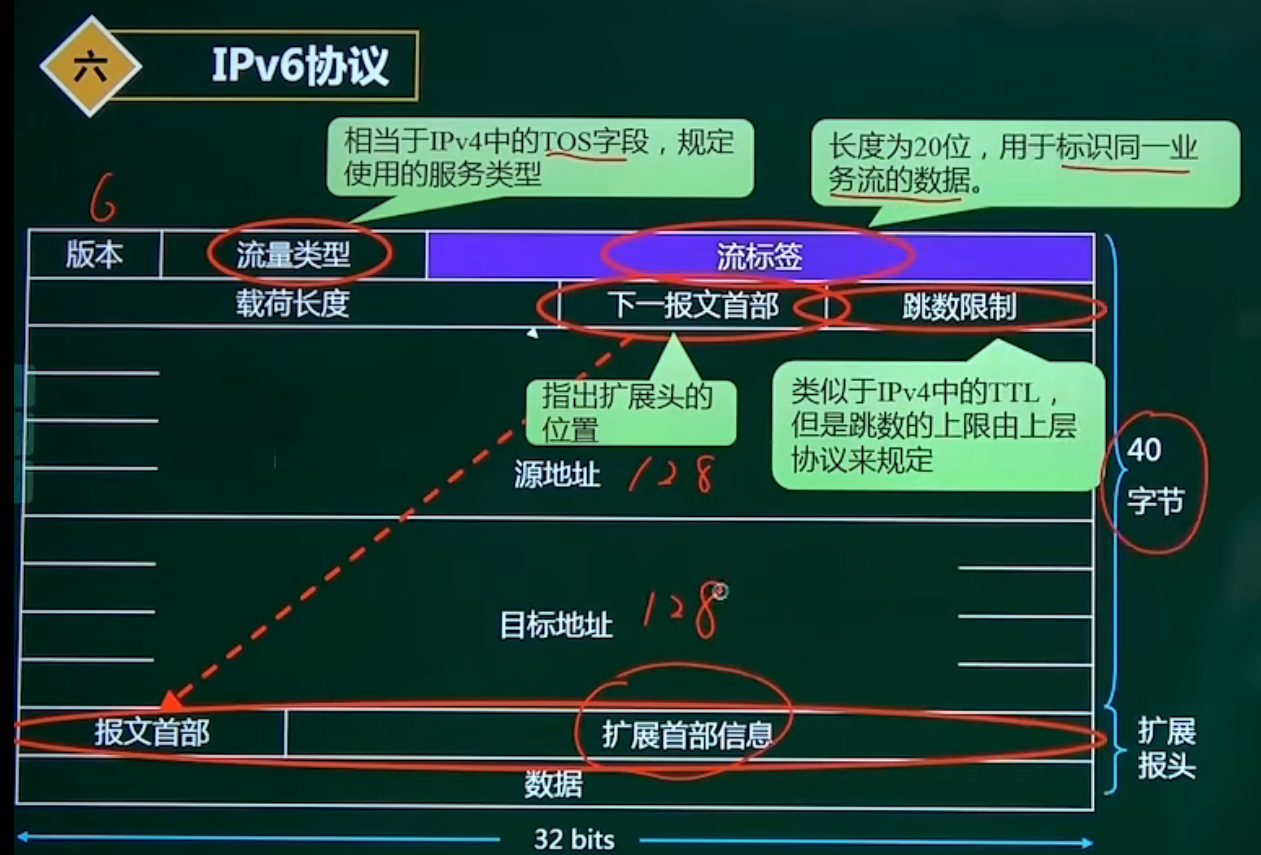 六
IPv6协议
相当于IPv4中的TOS字段，规定
使用的服务类型
长度为20位，用于标识同一业
务流的数据。
6
版本
流量类型
流标签
载荷长度
下一报文首部
跳数限制
指出扩展头的
位置
类似于IPv4中的TTL，
但是跳数的上限由上层
协议来规定
源地址
128
40
字节
目标地址
128
报文首部
扩展首部信息
扩展
报头
数据
32 bits